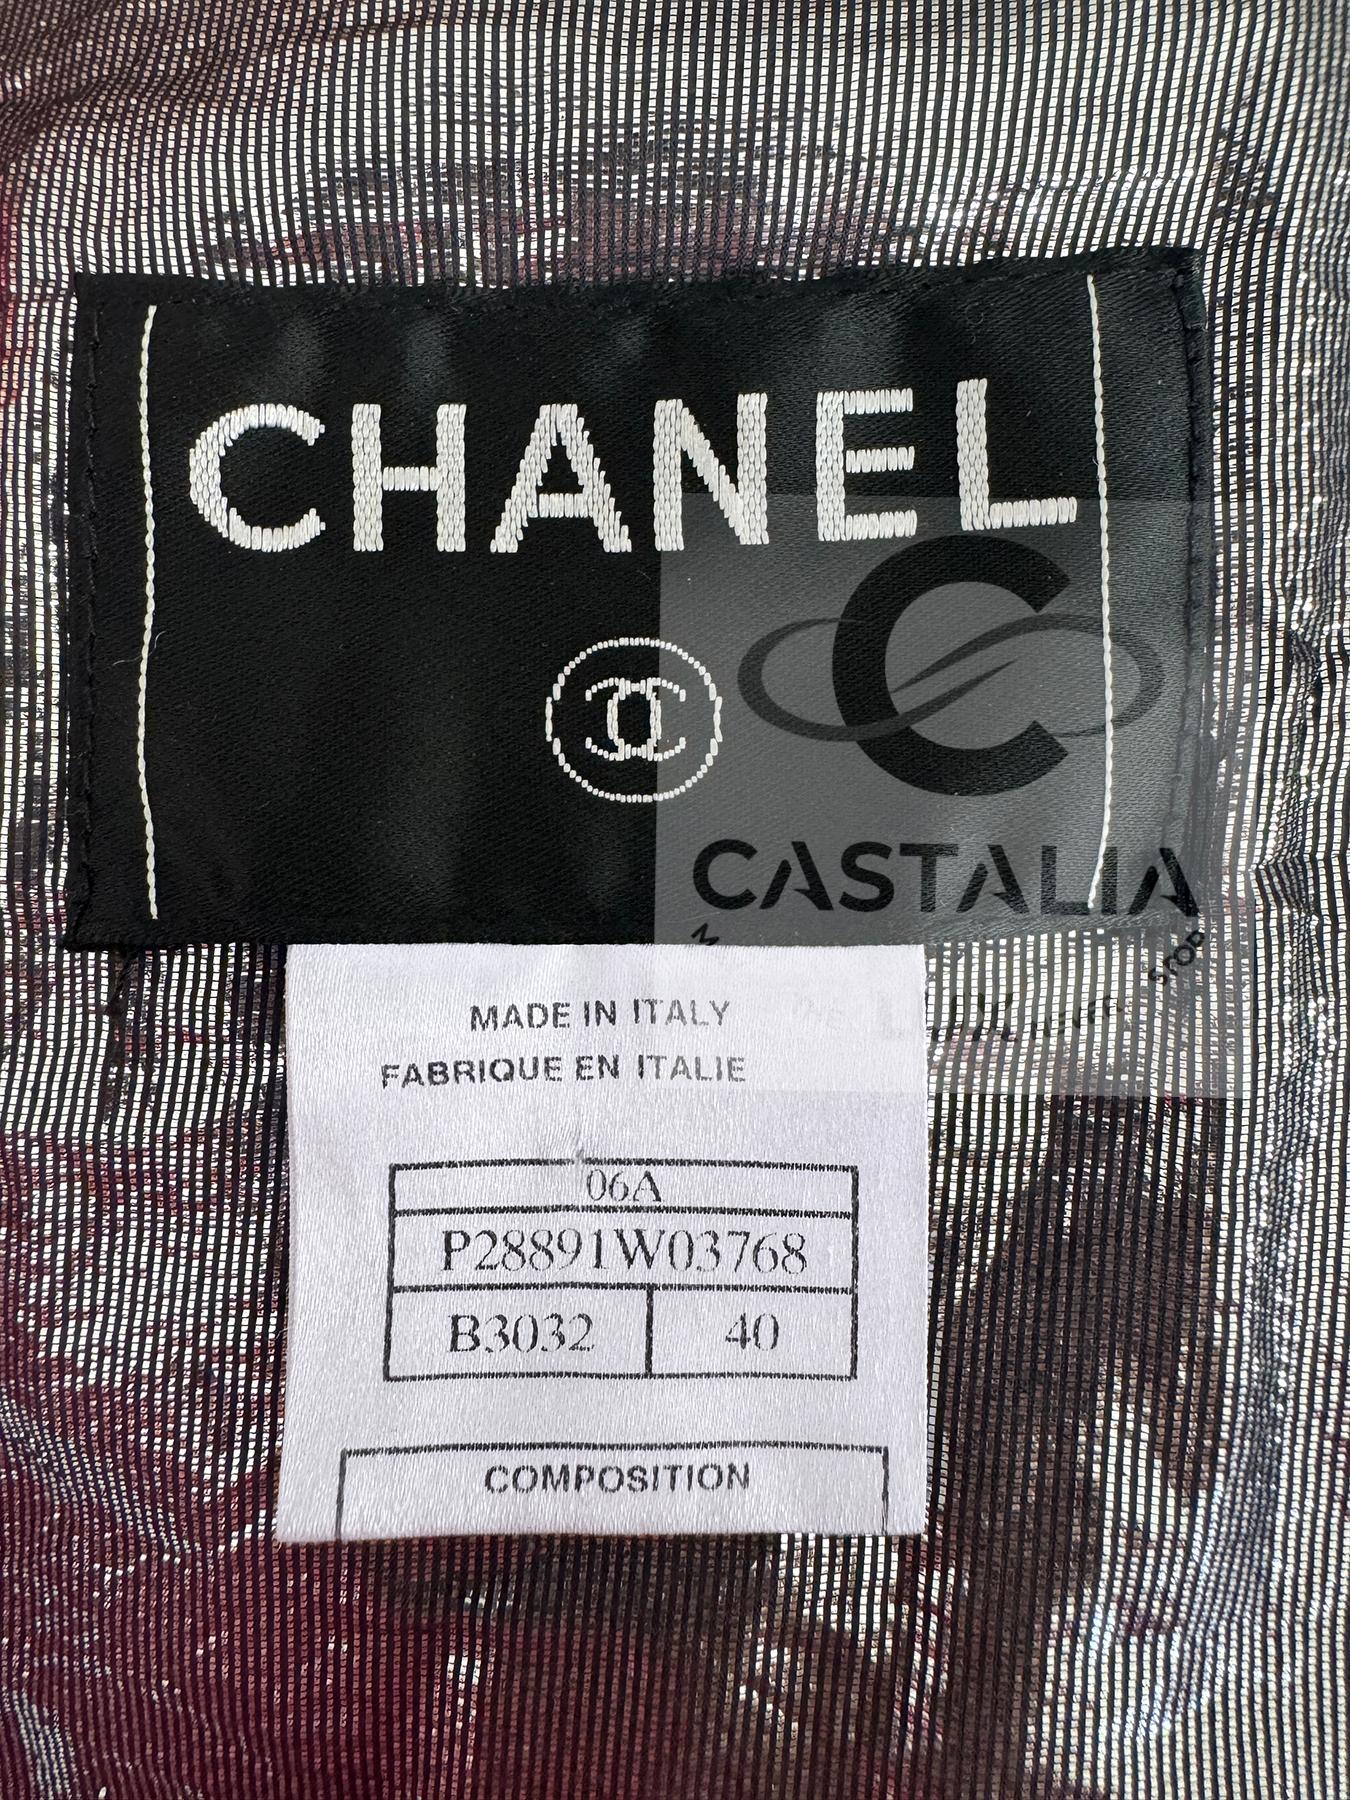 CHANEL
CASTALIA
MADE IN ITALY
FABRIQUE EN ITALIE
06A
P28891W03768
B3032 40
COMPOSITION